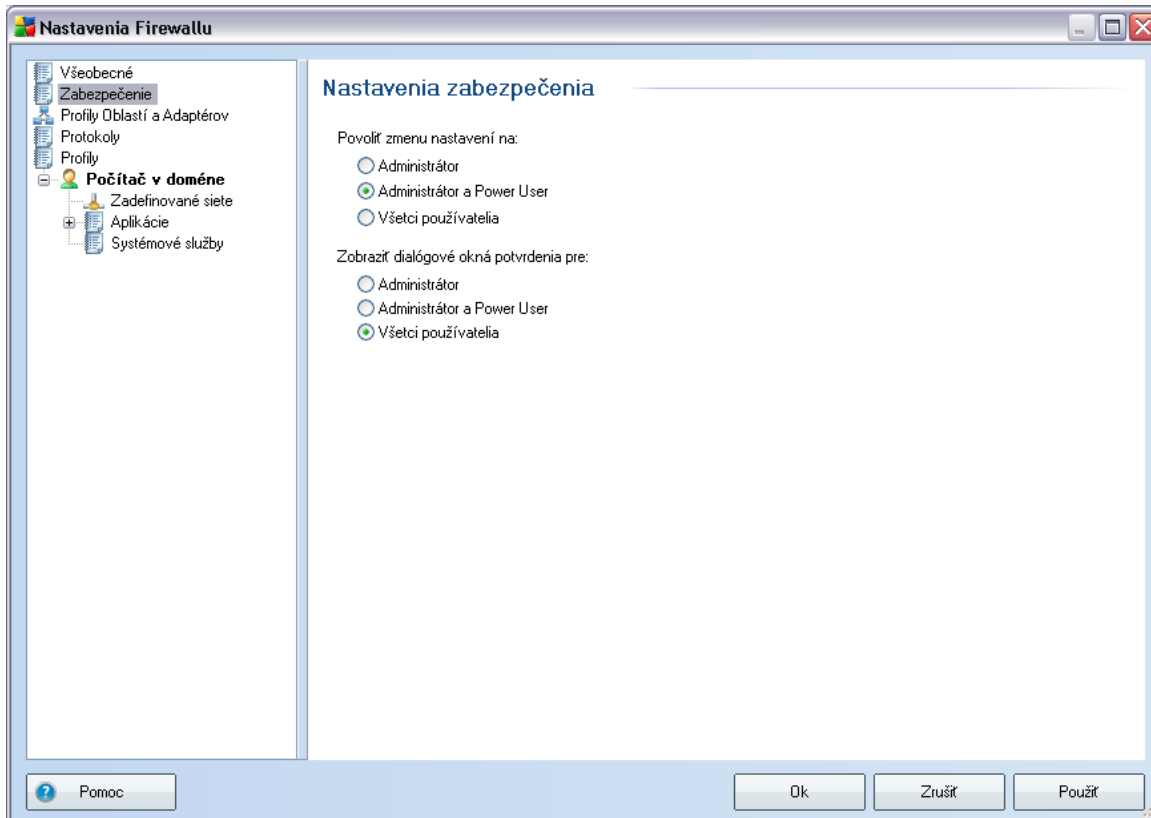 Nastavenia Firewallu
Všeobecné
Zabezpečenie
Profily Oblastí a Adaptérov
Protokoly
Profily
Počítač v doméne
Zadefinované siete
Aplikácie
Systémové služby
Nastavenia zabezpečenia
Povoliť zmenu nastavení na:
Administrátor
Administrátor a Power User
Všetci používatelia
Zobraziť dialógové okná potvrdenia pre:
Administrátor
Administrátor a Power User
Všetci používatelia
Pomoc
Ok
Zrušiť
Použiť